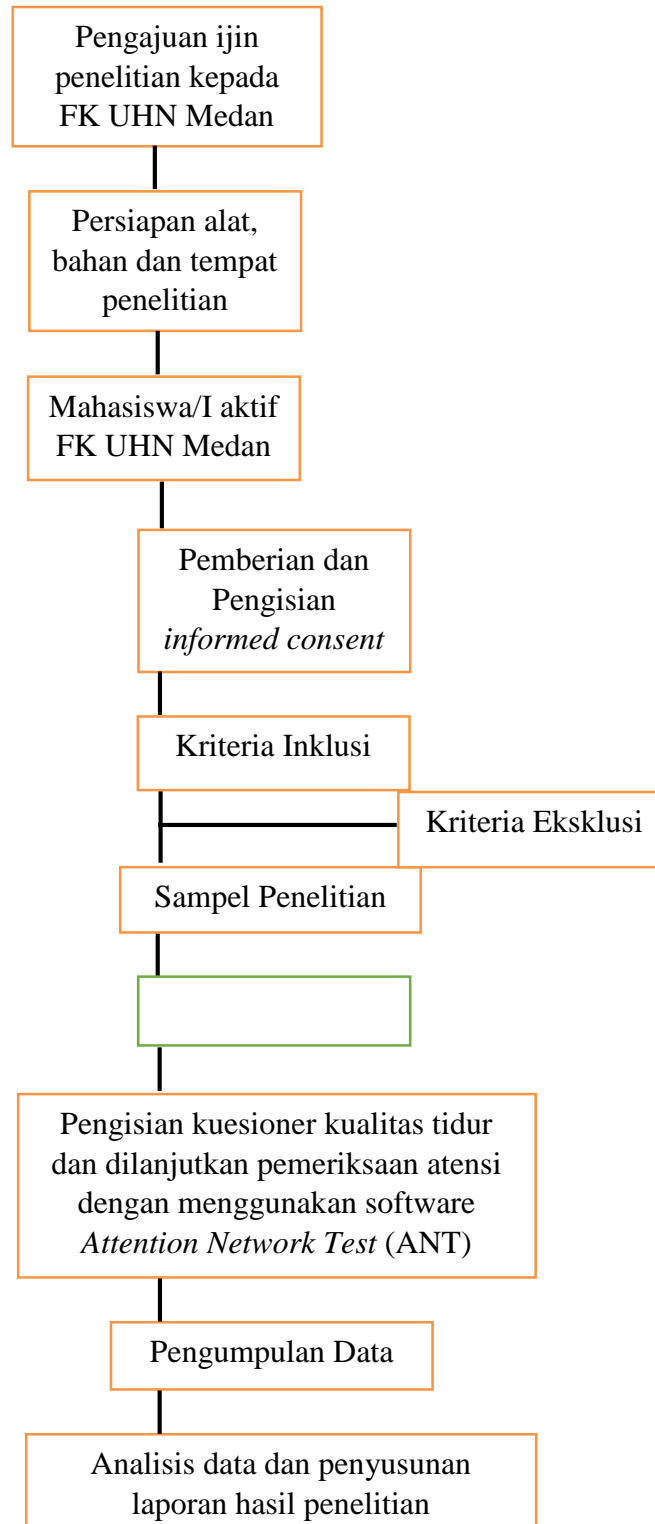 Pengajuan ijin
penelitian kepada
FK UHN Medan
Persiapan alat,
bahan dan tempat
penelitian
Mahasiswa/I aktif
FK UHN Medan
Pemberian dan
Pengisian
informed consent
Kriteria Inklusi
Kriteria Eksklusi
Sampel Penelitian
Pengisian kuesioner kualitas tidur
dan dilanjutkan pemeriksaan atensi
dengan menggunakan software
Attention Network Test (ANT)
Pengumpulan Data
Analisis data dan penyusunan
laporan hasil penelitian